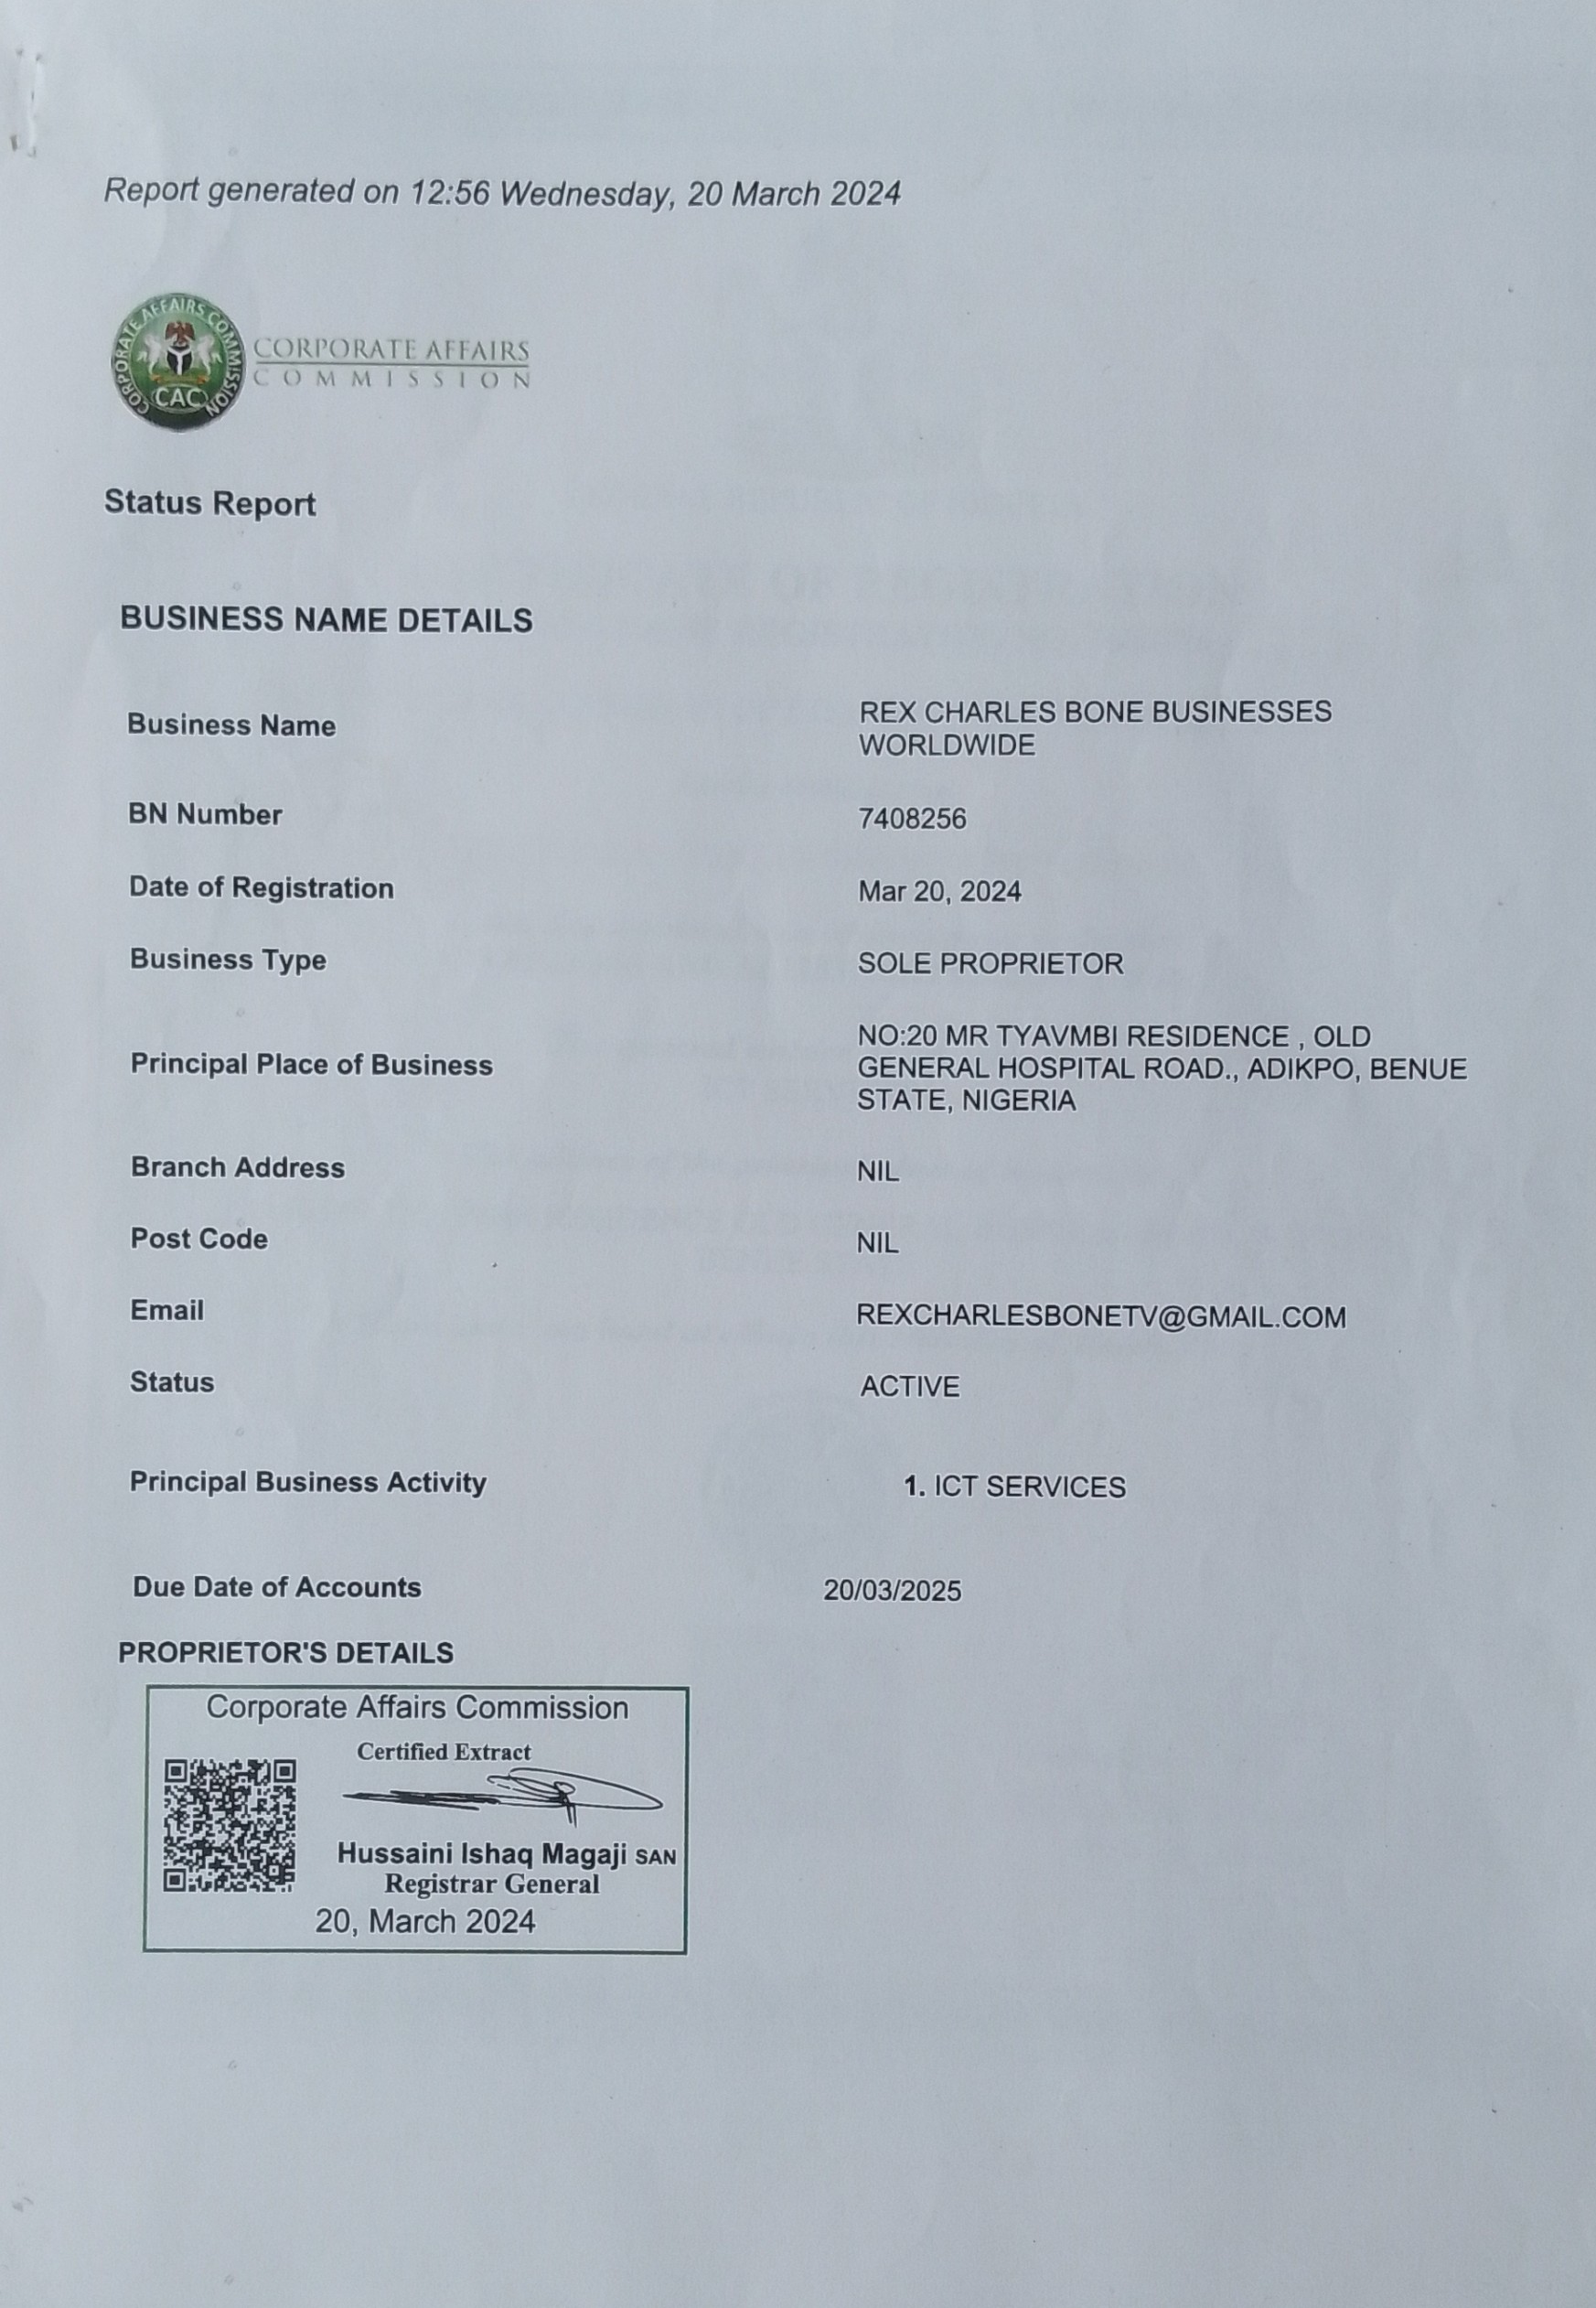 Report generated on 12:56 Wednesday, 20 March 2024
CORPORATE AFFAIRS COMMISSION
CAC
CORPORATE AFFAIRS
COMMISSION
Status Report
BUSINESS NAME DETAILS
Business Name REX CHARLES BONE BUSINESSES
WORLDWIDE
BN Number 7408256
Date of Registration Mar 20, 2024
Business Type SOLE PROPRIETOR
Principal Place of Business NO:20 MR TYAVMBI RESIDENCE , OLD
GENERAL HOSPITAL ROAD., ADIKPO, BENUE
STATE, NIGERIA
Branch Address NIL
Post Code NIL
Email REXCHARLESBONETV@GMAIL.COM
Status ACTIVE
Principal Business Activity 1. ICT SERVICES
Due Date of Accounts 20/03/2025
PROPRIETOR'S DETAILS
Corporate Affairs Commission
Certified Extract
Hussaini Ishaq Magaji SAN
Registrar General
20, March 2024